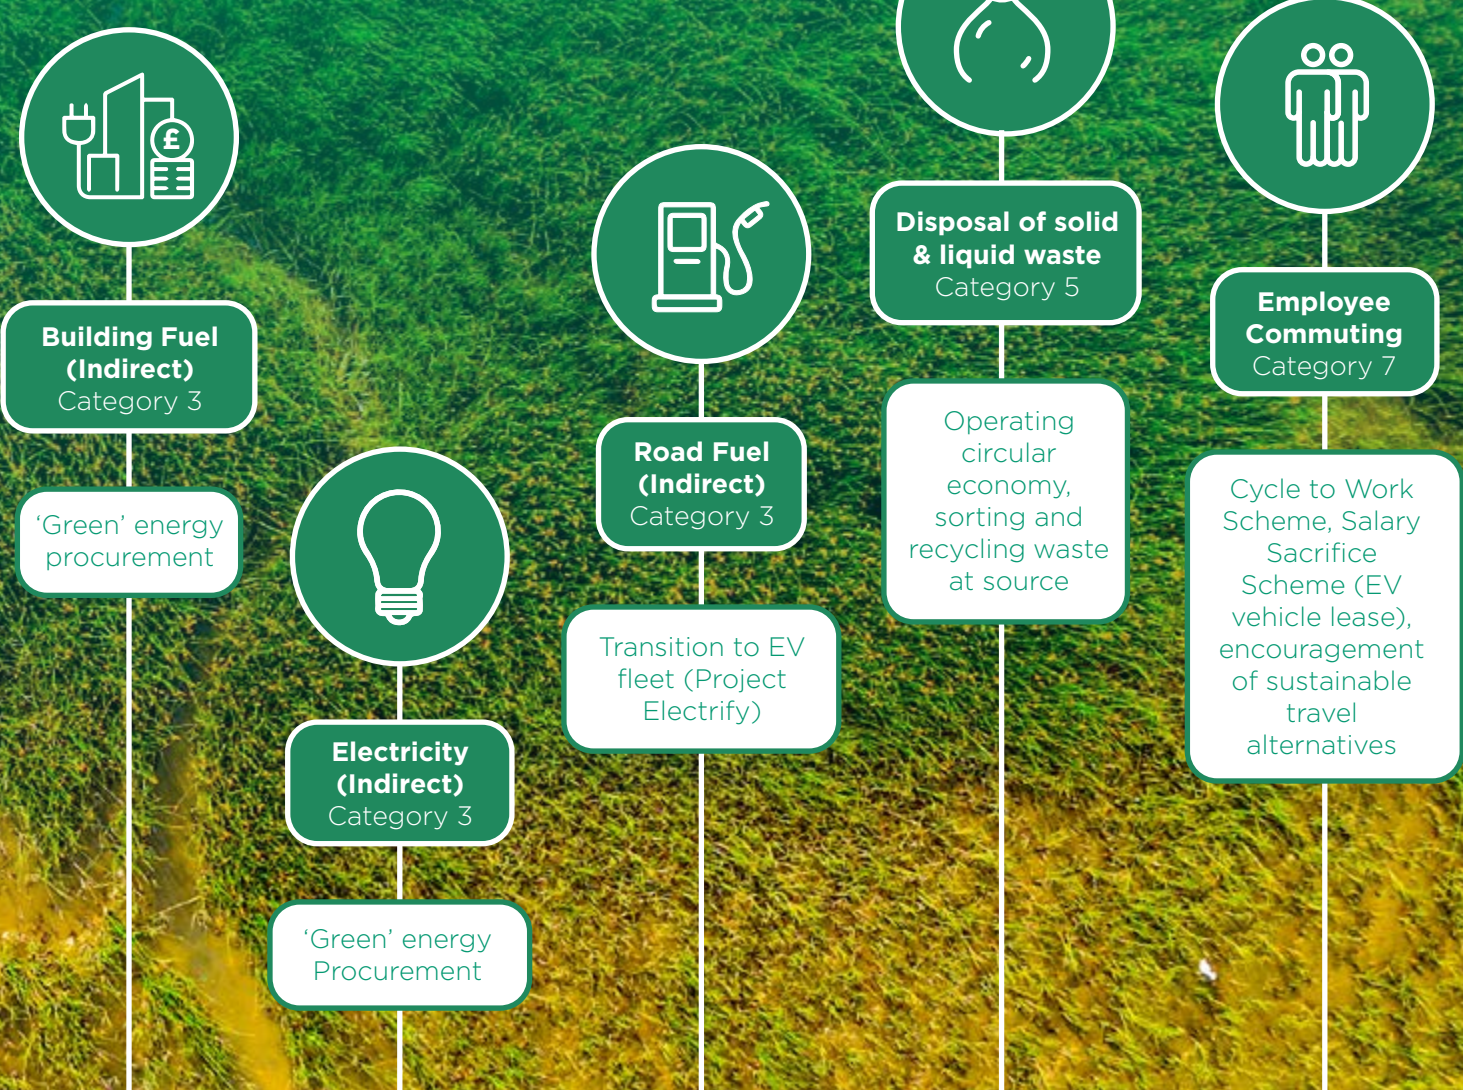 £
Building Fuel
(Indirect)
Category 3
‘Green’ energy
procurement
Electricity
(Indirect)
Category 3
‘Green’ energy
Procurement
Road Fuel
(Indirect)
Category 3
Transition to EV
fleet (Project
Electrify)
Disposal of solid
& liquid waste
Category 5
Operating
circular
economy,
sorting and
recycling waste
at source
Employee
Commuting
Category 7
Cycle to Work
Scheme, Salary
Sacrifice
Scheme (EV
vehicle lease),
encouragement
of sustainable
travel
alternatives